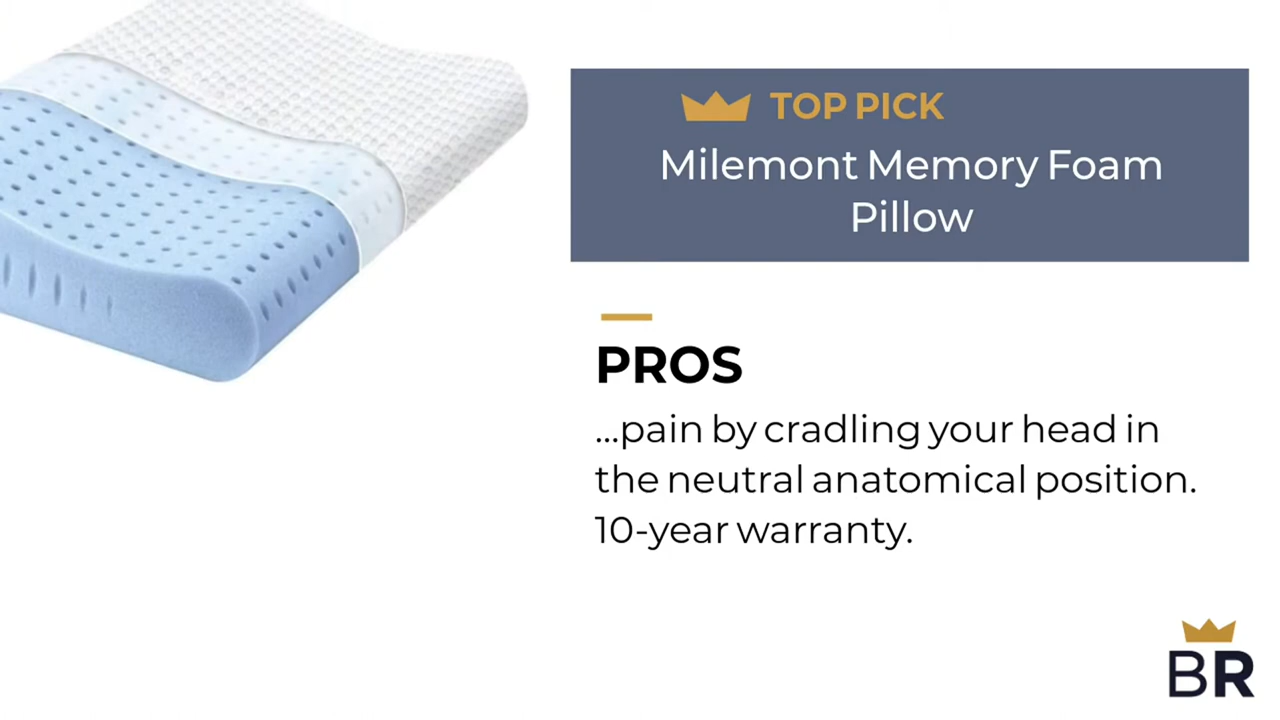 TOP PICK
Milemont Memory Foam
Pillow
PROS
...pain by cradling your head in
the neutral anatomical position.
10-year warranty.
BR